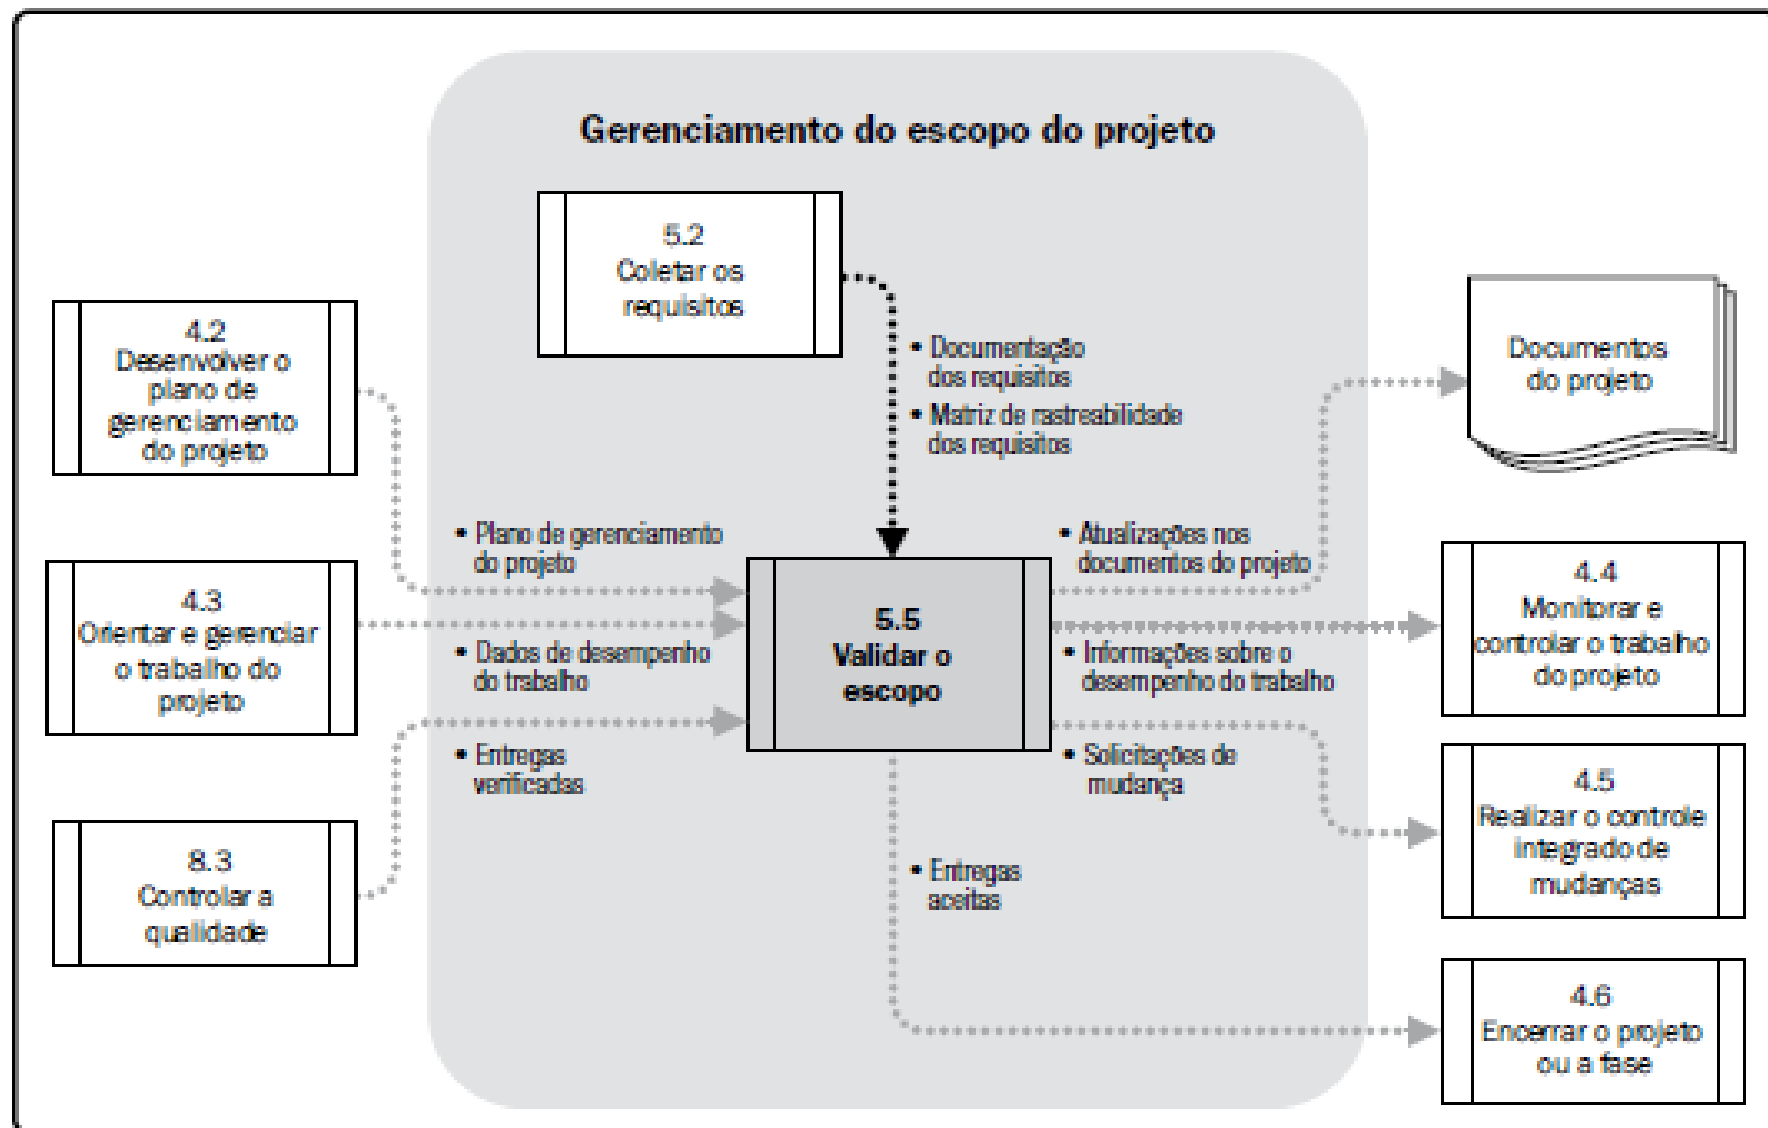 Gerenciamento do escopo do projeto
5.2
Coletar os
requisitos
4.2
Desenvolver o
plano de
gerenciamento
do projeto
• Documentação
dos requisitos
• Matriz de rastreabilidade
dos requisitos
Documentos
do projeto
• Plano de gerenciamento
do projeto
• Atualizações nos
documentos do projeto
4.3
Orientar e gerenciar
o trabalho do
projeto
• Dados de desempenho
do trabalho
5.5
Validar o
escopo
• Informações sobre o
desempenho do trabalho
4.4
Monitorar e
controlar o trabalho
do projeto
• Entregas
verificadas
• Solicitações de
mudança
4.5
Realizar o controle
integrado de
mudanças
8.3
Controlar a
qualidade
• Entregas
aceitas
4.6
Encerrar o projeto
ou a fase